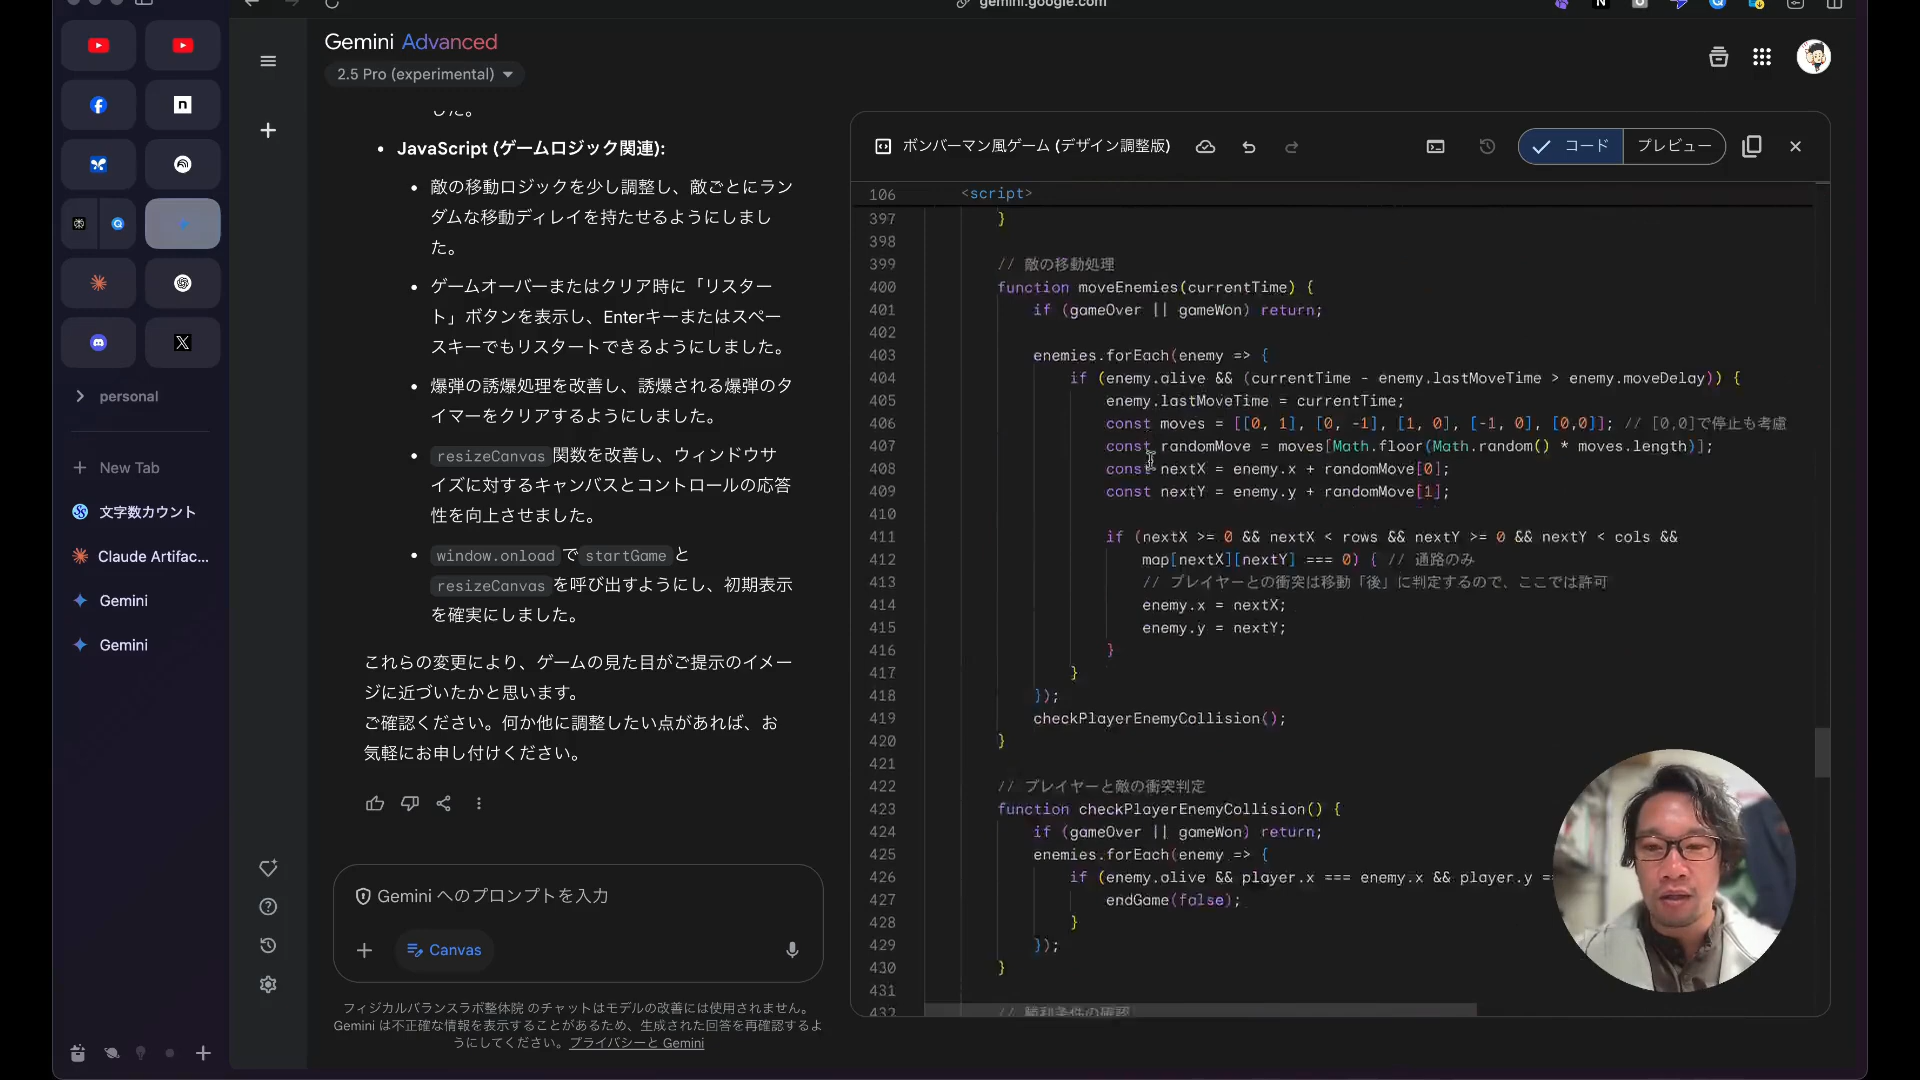 gemini.google.com
personal
New Tab
文字数カウント
Claude Artifac...
Gemini
Gemini
Gemini Advanced
2.5 Pro (experimental)
した。
• JavaScript (ゲームロジック関連):
• 敵の移動ロジックを少し調整し、敵ごとにラン
ダムな移動ディレイを持たせるようにしまし
た。
• ゲームオーバーまたはクリア時に「リスター
ト」ボタンを表示し、Enterキーまたはスペー
スキーでもリスタートできるようにしました。
• 爆弾の誘爆処理を改善し、誘爆される爆弾のタ
イマーをクリアするようにしました。
• resizeCanvas関数を改善し、ウィンドウサ
イズに対するキャンバスとコントロールの応答
性を向上させました。
• window.onload で startGame と
resizeCanvas を呼び出すようにし、初期表示
を確実にしました。
これらの変更により、ゲームの見た目がご提示のイメー
ジに近づいたかと思います。
ご確認ください。何か他に調整したい点があれば、お
気軽にお申し付けください。
Gemini へのプロンプトを入力
Canvas
フィジカルバランスラボ整体院 のチャットはモデルの改善には使用されません。
Gemini は不正確な情報を表示することがあるため、生成された回答を再確認するよ
うにしてください。プライバシーと Gemini
ボンバーマン風ゲーム (デザイン調整版)
コード
プレビュー
106 <script>
397 }
398
399 // 敵の移動処理
400 function moveEnemies(currentTime) {
401 if (gameOver || gameWon) return;
402
403 enemies.forEach(enemy => {
404 if (enemy.alive && (currentTime - enemy.lastMoveTime > enemy.moveDelay)) {
405 enemy.lastMoveTime = currentTime;
406 const moves = [[0, 1], [0, -1], [1, 0], [-1, 0], [0,0]]; // [0,0]で停止も考慮
407 const randomMove = moves[Math.floor(Math.random() * moves.length)];
408 const nextX = enemy.x + randomMove[0];
409 const nextY = enemy.y + randomMove[1];
410
411 if (nextX >= 0 && nextX < rows && nextY >= 0 && nextY < cols &&
412 map[nextX][nextY] === 0) { // 通路のみ
413 // プレイヤーとの衝突は移動「後」に判定するので、ここでは許可
414 enemy.x = nextX;
415 enemy.y = nextY;
416 }
417 }
418 });
419 checkPlayerEnemyCollision();
420 }
421
422 // プレイヤーと敵の衝突判定
423 function checkPlayerEnemyCollision() {
424 if (gameOver || gameWon) return;
425 enemies.forEach(enemy => {
426 if (enemy.alive && player.x === enemy.x && player.y ==
427 endGame(false);
428 }
429 });
430 }
431
432 // 勝利条件の確認